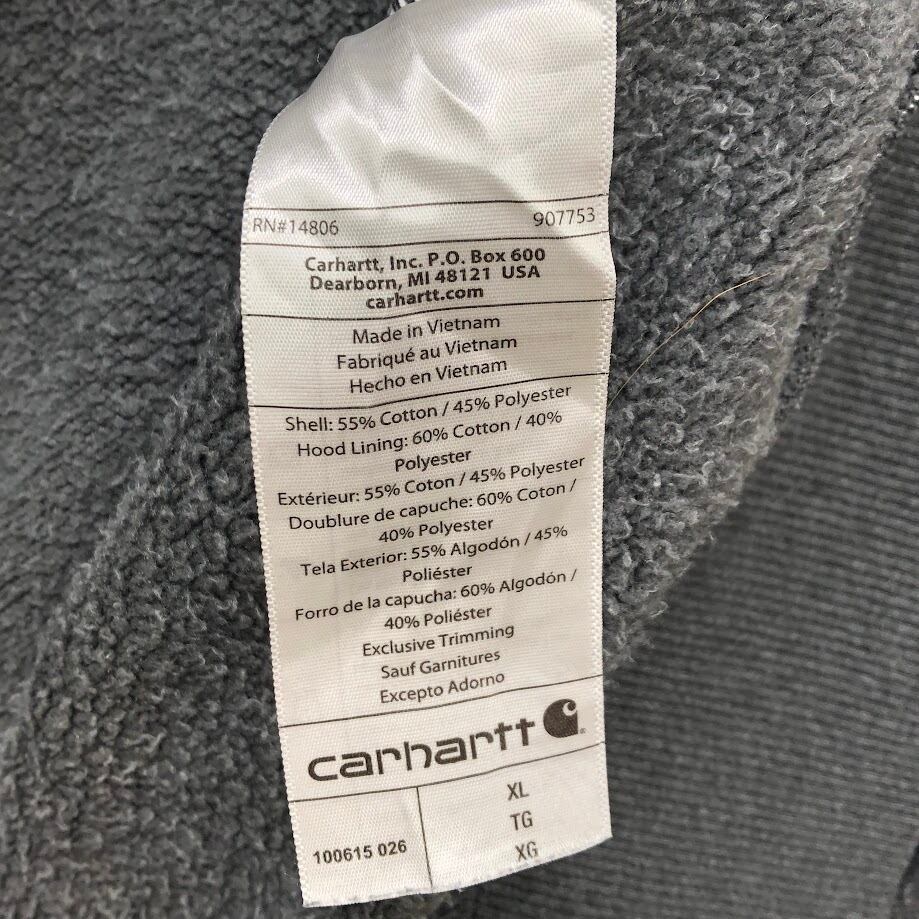 RN#14806 907753
Carhartt, Inc. P.O. Box 600
Dearborn, MI 48121 USA
carhartt.com
Made in Vietnam
Fabriqué au Vietnam
Hecho en Vietnam
Shell: 55% Cotton / 45% Polyester
Hood Lining: 60% Cotton / 40%
Polyester
Extérieur: 55% Coton / 45% Polyester
Doublure de capuche: 60% Coton /
40% Polyester
Tela Exterior: 55% Algodón / 45%
Poliéster
Forro de la capucha: 60% Algodón /
40% Poliéster
Exclusive Trimming
Sauf Garnitures
Excepto Adorno
carhartt
100615 026
XL
TG
XG